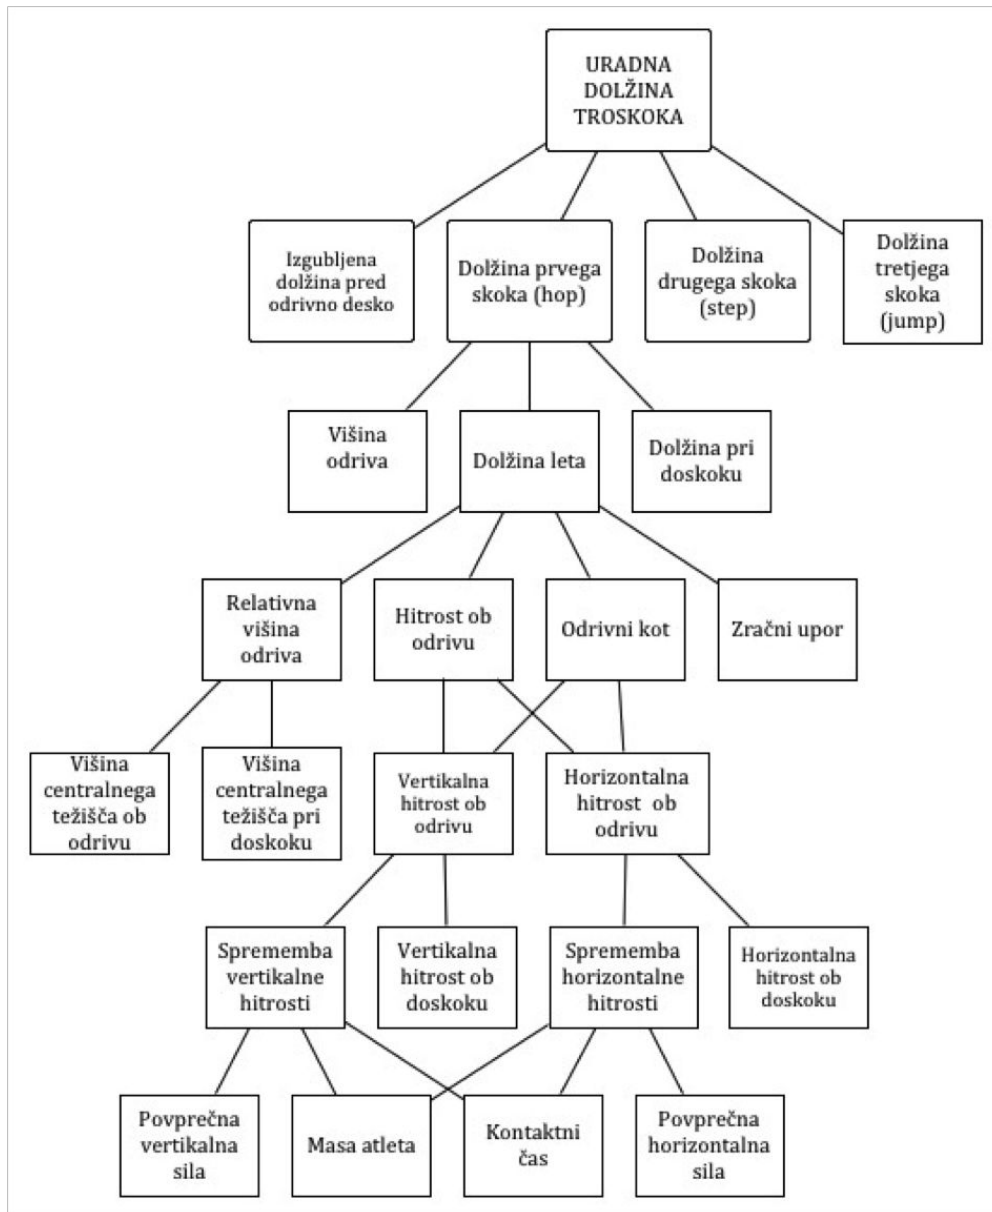 URADNA
DOLŽINA
TROSKOKA
Izgubljena
dolžina pred
odrivno desko
Dolžina prvega
skoka (hop)
Dolžina
drugega skoka
(step)
Dolžina
tretjega
skoka
(jump)
Višina
odriva
Dolžina leta
Dolžina pri
doskoku
Relativna
višina
odriva
Hitrost ob
odrivu
Odrivni kot
Zračni upor
Višina
centralnega
težišča ob
odrivu
Višina
centralnega
težišča pri
doskoku
Vertikalna
hitrost ob
odrivu
Horizontalna
hitrost ob
odrivu
Sprememba
vertikalne
hitrosti
Vertikalna
hitrost ob
doskoku
Sprememba
horizontalne
hitrosti
Horizontalna
hitrost ob
doskoku
Povprečna
vertikalna
sila
Masa atleta
Kontaktni
čas
Povprečna
horizontalna
sila